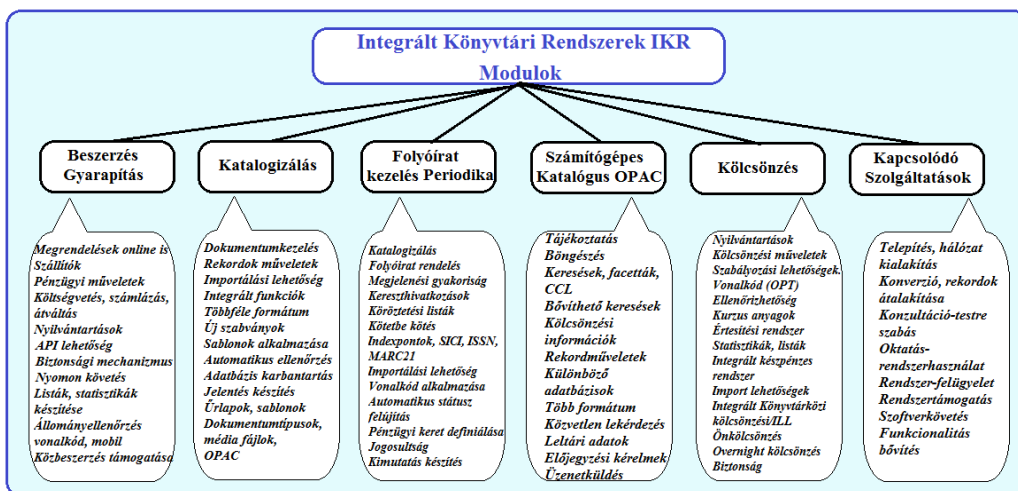 Integrált Könyvtári Rendszerek IKR
Modulok
Beszerzés
Gyarapítás
Katalogizálás
Folyóírat
kezelés Periodika
Számítógépes
Katalógus OPAC
Kölcsönzés
Kapcsolódó
Szolgáltatások
Megrendelések online is
Szállítók
Pénzügyi műveletek
Költségvetés, számlázás,
átváltás
Nyilvántartások
API lehetőség
Biztonsági mechanizmus
Nyomon követés
Listák, statisztikák
készítése
Állományellenőrzés
vonalkód, mobil
Közbeszerzés támogatása
Dokumentumkezelés
Rekordok műveletek
Importálási lehetőség
Integrált funkciók
Többféle formátum
Új szabványok
Sablonok alkalmazása
Automatikus ellenőrzés
Adatbázis karbantartás
Jelentés készítés
Űrlapok, sablonok
Dokumentumtípusok,
média fájlok,
OPAC
Katalogizálás
Folyóirat rendelés
Megjelenési gyakoriság
Kereszthivatkozások
Köröztetési listák
Kötetbe kötés
Indexpontok, SICI, ISSN,
MARC21
Importálási lehetőség
Vonalkód alkalmazása
Automatikus státusz
felújítás
Pénzügyi keret definiálása
Jogosultság
Kimutatás készítés
Tájékoztatás
Böngészés
Keresések, facetták,
CCL
Bővíthető keresések
Kölcsönzési
információk
Rekordműveletek
Különböző
adatbázisok
Több formátum
Közvetlen lekérdezés
Leltári adatok
Előjegyzési kérelmek
Üzenetküldés
Nyilvántartások
Kölcsönzési műveletek
Szabályozási lehetőségek
Vonalkód (OPT)
Ellenőrizhetőség
Kurzus anyagok
Értesítési rendszer
Statisztikák, listák
Integrált készpénzes
rendszer
Import lehetőségek
Integrált Könyvtárközi
kölcsönzési/ILL
Önkölcsönzés
Overnight kölcsönzés
Biztonság
Telepítés, hálózat
kialakítás
Konverzió, rekordok
átalakítása
Konzultáció-testre
szabás
Oktatás-
rendszerhasználat
Rendszer-felügyelet
Rendszertámogatás
Szoftverkövetés
Funkcionalitás
bővítés